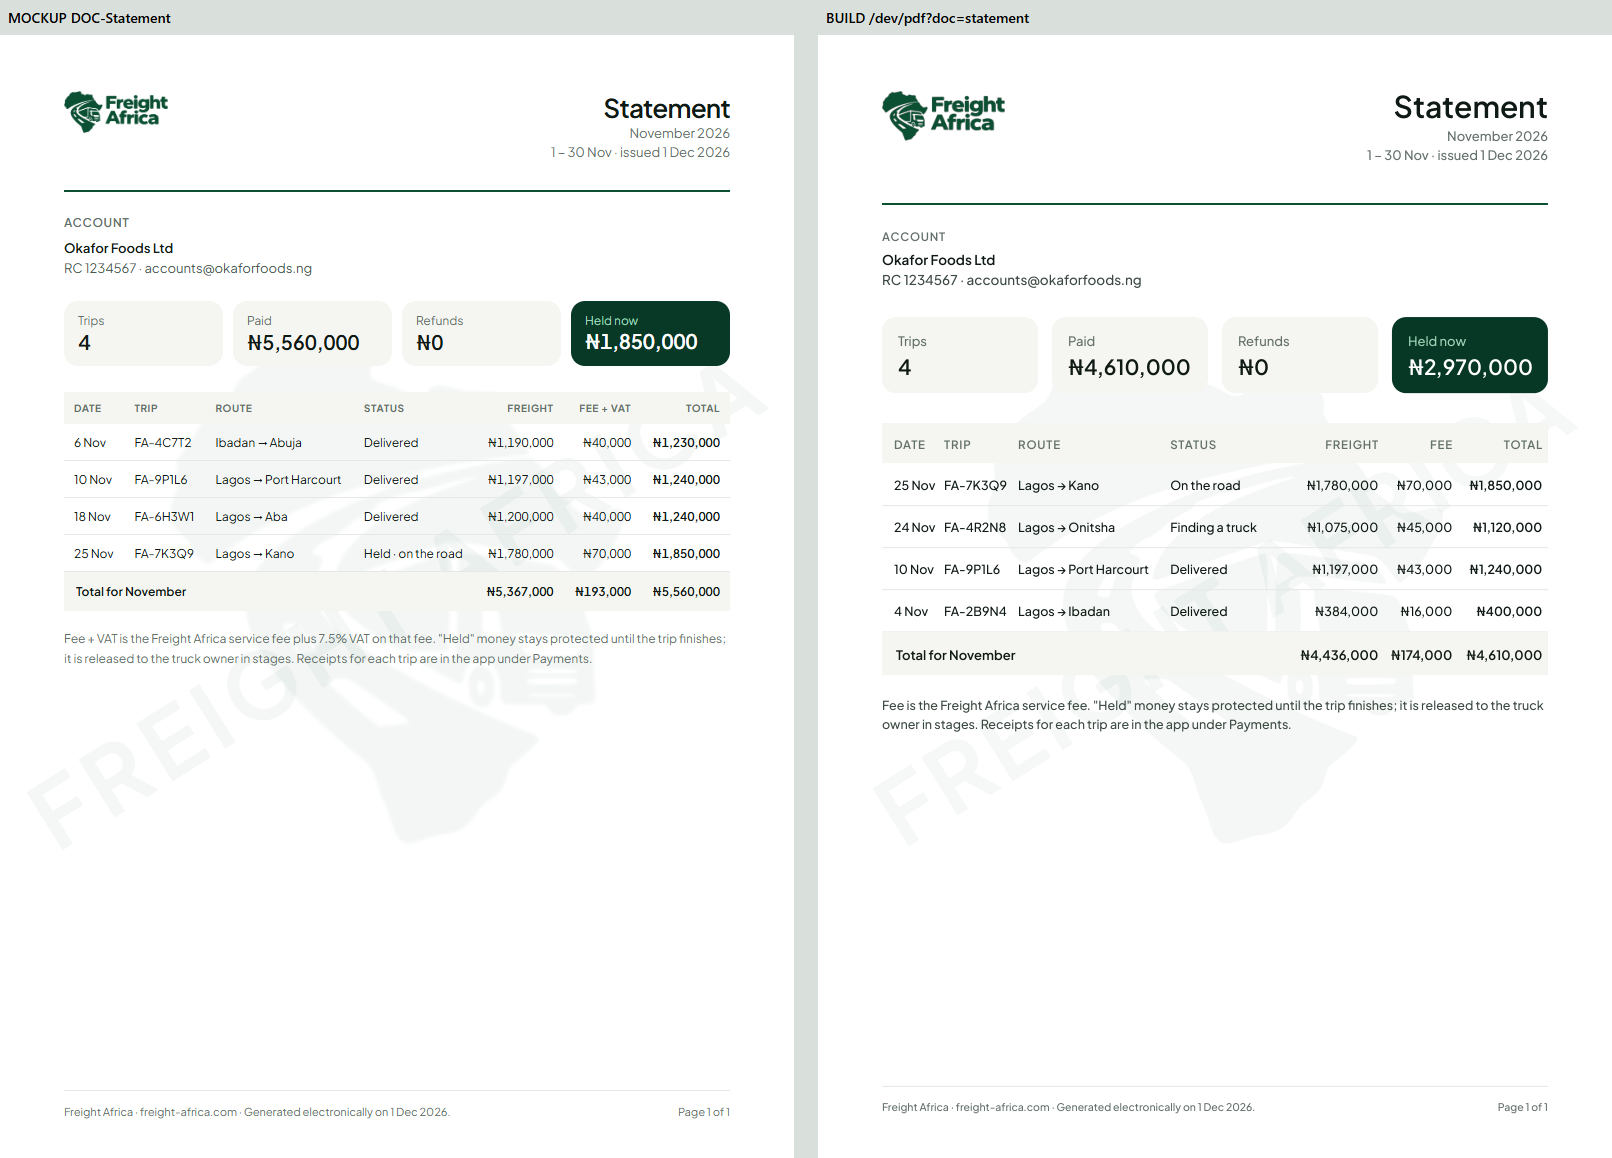 MOCKUP DOC-Statement
Freight
Africa
Statement
November 2026
1 – 30 Nov · issued 1 Dec 2026
ACCOUNT
Okafor Foods Ltd
RC 1234567 · accounts@okaforfoods.ng
Trips
4
Paid
₦5,560,000
Refunds
₦0
Held now
₦1,850,000
DATE TRIP ROUTE STATUS FREIGHT FEE + VAT TOTAL
6 Nov FA-4C7T2 Ibadan → Abuja Delivered ₦1,190,000 ₦40,000 ₦1,230,000
10 Nov FA-9P1L6 Lagos → Port Harcourt Delivered ₦1,197,000 ₦43,000 ₦1,240,000
18 Nov FA-6H3W1 Lagos → Aba Delivered ₦1,200,000 ₦40,000 ₦1,240,000
25 Nov FA-7K3Q9 Lagos → Kano Held · on the road ₦1,780,000 ₦70,000 ₦1,850,000
Total for November ₦5,367,000 ₦193,000 ₦5,560,000
Fee + VAT is the Freight Africa service fee plus 7.5% VAT on that fee. "Held" money stays protected until the trip finishes;
it is released to the truck owner in stages. Receipts for each trip are in the app under Payments.
FREIGHT AFRICA
Freight Africa · freight-africa.com · Generated electronically on 1 Dec 2026. Page 1 of 1
BUILD /dev/pdf?doc=statement
Freight
Africa
Statement
November 2026
1 – 30 Nov · issued 1 Dec 2026
ACCOUNT
Okafor Foods Ltd
RC 1234567 · accounts@okaforfoods.ng
Trips
4
Paid
₦4,610,000
Refunds
₦0
Held now
₦2,970,000
DATE TRIP ROUTE STATUS FREIGHT FEE TOTAL
25 Nov FA-7K3Q9 Lagos → Kano On the road ₦1,780,000 ₦70,000 ₦1,850,000
24 Nov FA-4R2N8 Lagos → Onitsha Finding a truck ₦1,075,000 ₦45,000 ₦1,120,000
10 Nov FA-9P1L6 Lagos → Port Harcourt Delivered ₦1,197,000 ₦43,000 ₦1,240,000
4 Nov FA-2B9N4 Lagos → Ibadan Delivered ₦384,000 ₦16,000 ₦400,000
Total for November ₦4,436,000 ₦174,000 ₦4,610,000
Fee is the Freight Africa service fee. "Held" money stays protected until the trip finishes; it is released to the truck
owner in stages. Receipts for each trip are in the app under Payments.
FREIGHT AFRICA
Freight Africa · freight-africa.com · Generated electronically on 1 Dec 2026. Page 1 of 1